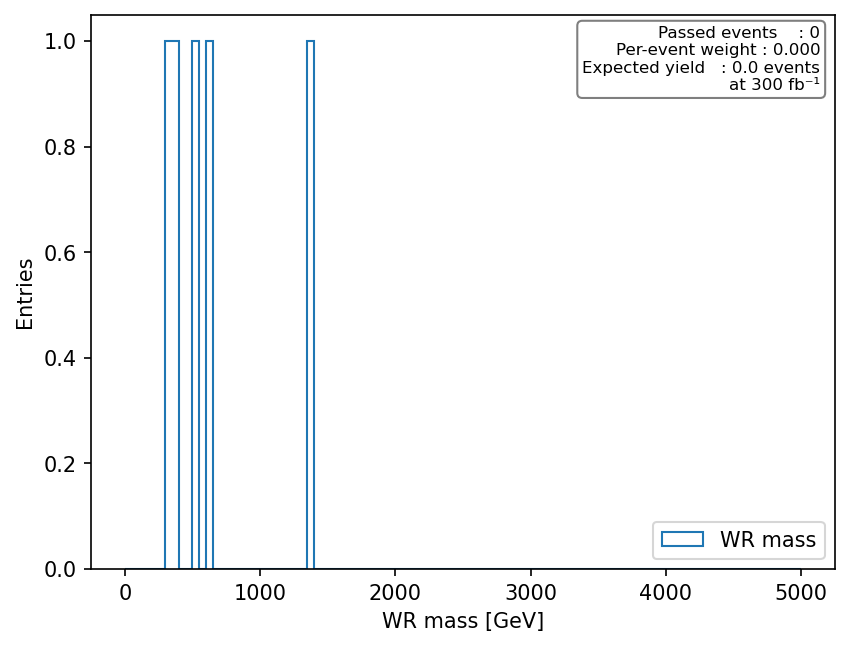 Passed events    : 0
Per-event weight : 0.000
Expected yield   : 0.0 events
at 300 fb⁻¹
1.0
0.8
0.6
0.4
0.2
0.0
Entries
WR mass
0 1000 2000 3000 4000 5000
WR mass [GeV]